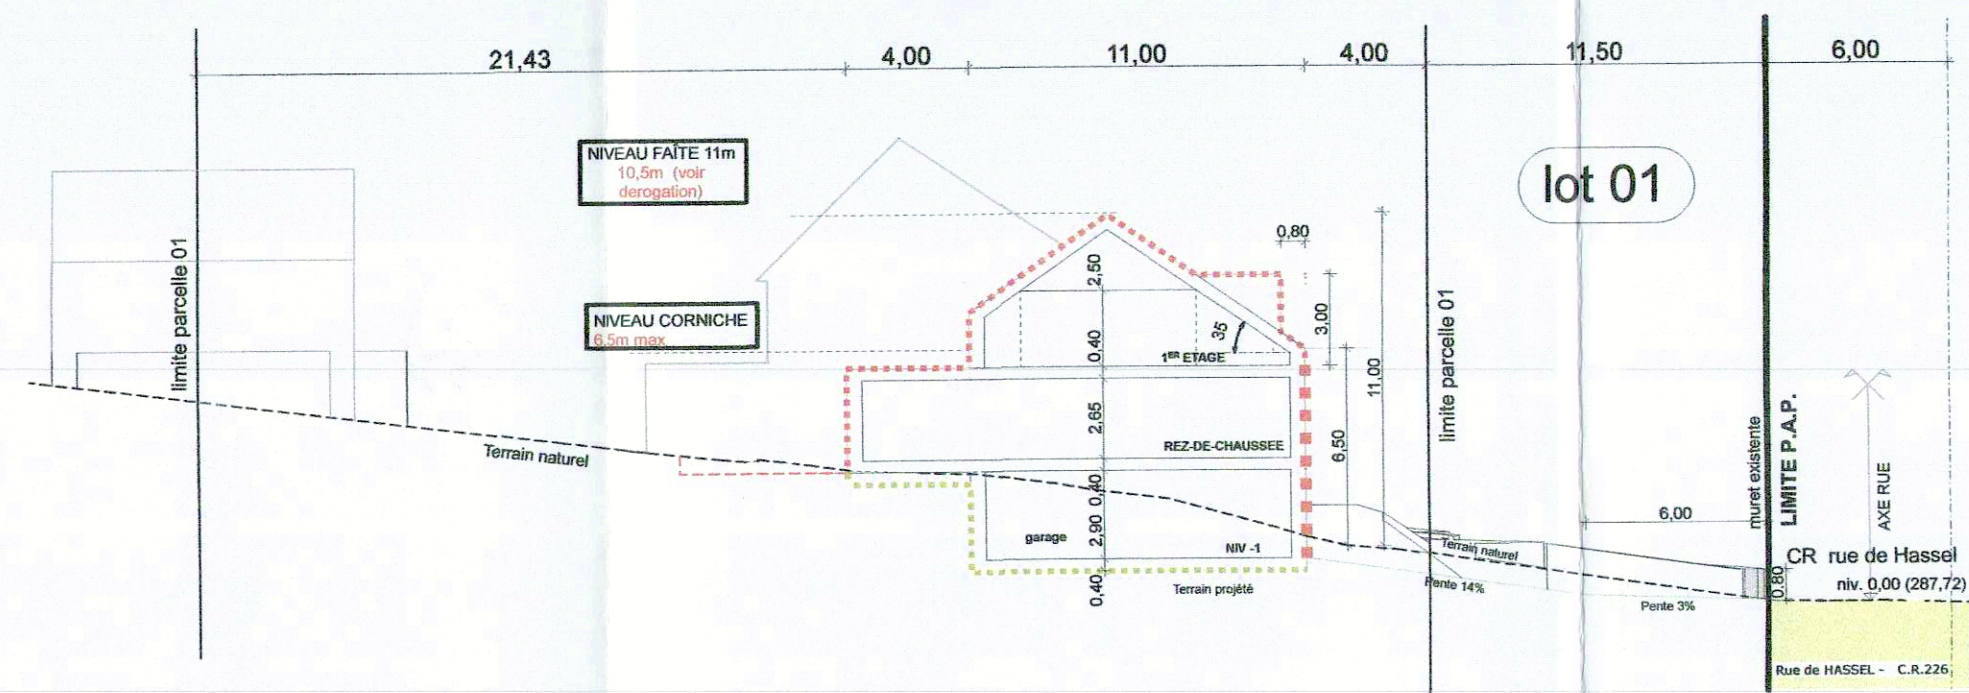 21,43
4,00
11,00
4,00
11,50
6,00
NIVEAU FAÎTE 11m
10,5m (voir
derogation)
lot 01
limite parcelle 01
0,80
2,50
NIVEAU CORNICHE
6,5m max
35
3,00
0,40
1ER ETAGE
11,00
limite parcelle 01
2,65
REZ-DE-CHAUSSEE
6,50
Terrain naturel
0,40
2,90
garage
NIV -1
0,40
Terrain projété
Terrain naturel
Pente 14%
6,00
muret existente
LIMITE P.A.P.
AXE RUE
CR rue de Hassel
niv. 0,00 (287,72)
0,80
Pente 3%
Rue de HASSEL - C.R.226